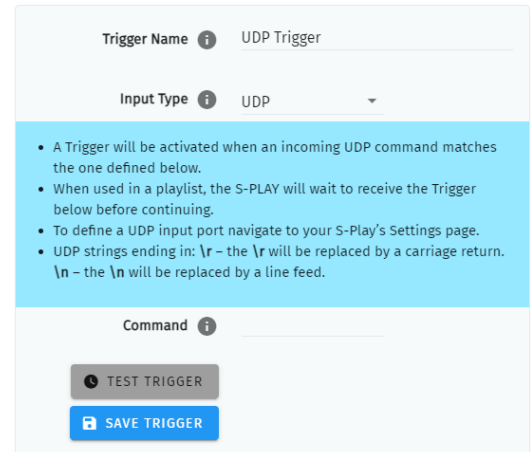 Trigger Name i UDP Trigger
Input Type i UDP
• A Trigger will be activated when an incoming UDP command matches
the one defined below.
• When used in a playlist, the S-PLAY will wait to receive the Trigger
below before continuing.
• To define a UDP input port navigate to your S-Play's Settings page.
• UDP strings ending in: \r – the \r will be replaced by a carriage return.
\n – the \n will be replaced by a line feed.
Command i
TEST TRIGGER
SAVE TRIGGER